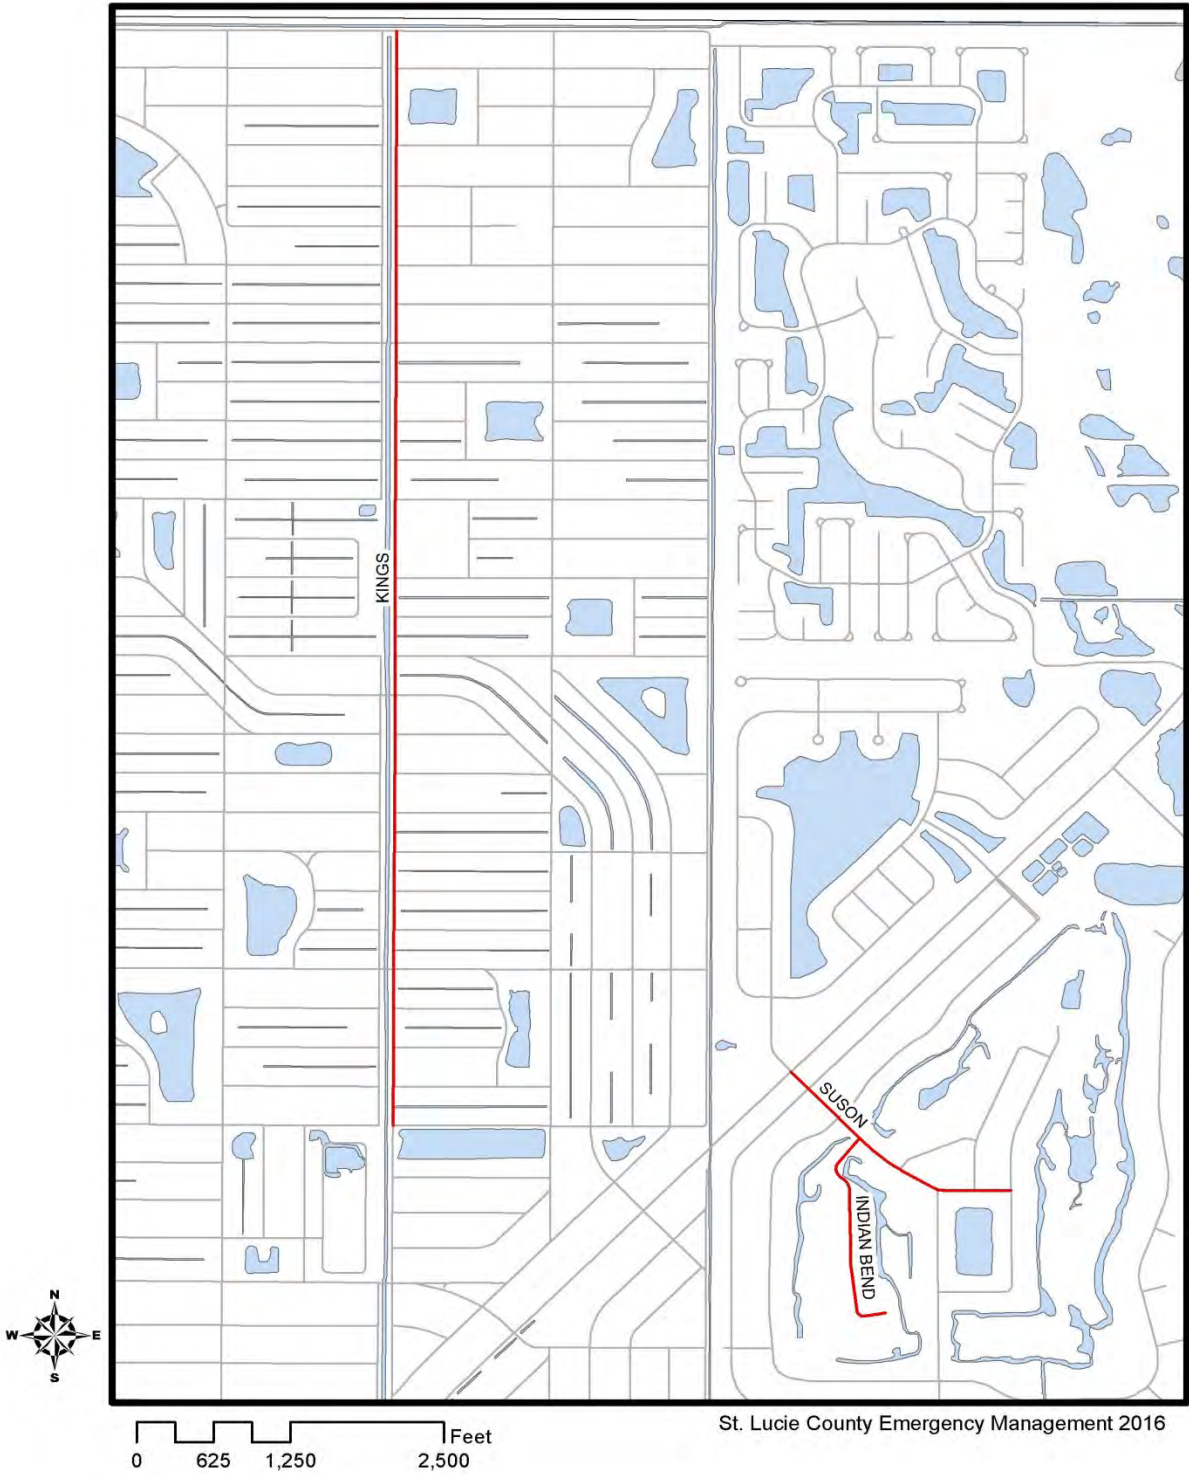 KINGS
SUSON
INDIAN BEND
N
W E
S
Feet
0 625 1,250 2,500
St. Lucie County Emergency Management 2016